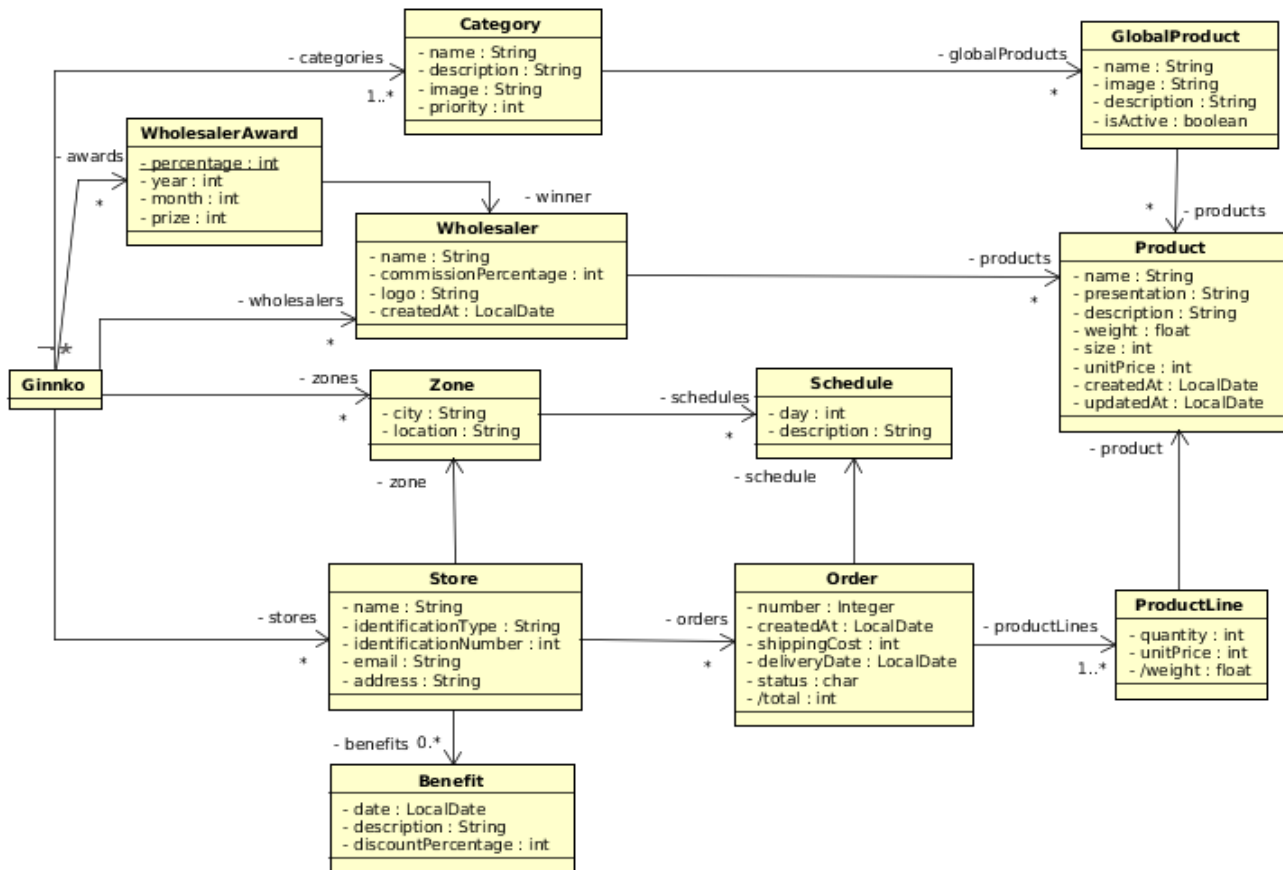 Category
- name : String
- description : String
- image : String
- priority : int
- categories
1..*
- globalProducts
*
GlobalProduct
- name : String
- image : String
- description : String
- isActive : boolean
WholesalerAward
- percentage : int
- year : int
- month : int
- prize : int
- awards
*
- winner
* - products
Wholesaler
- name : String
- commissionPercentage : int
- logo : String
- createdAt : LocalDate
- wholesalers
*
- products
*
Product
- name : String
- presentation : String
- description : String
- weight : float
- size : int
- unitPrice : int
- createdAt : LocalDate
- updatedAt : LocalDate
- *
Ginnko
- zones
*
Zone
- city : String
- location : String
- schedules
*
Schedule
- day : int
- description : String
- zone
- schedule
- product
- stores
*
Store
- name : String
- identificationType : String
- identificationNumber : int
- email : String
- address : String
- orders
*
Order
- number : Integer
- createdAt : LocalDate
- shippingCost : int
- deliveryDate : LocalDate
- status : char
- /total : int
- productLines
1..*
ProductLine
- quantity : int
- unitPrice : int
- /weight : float
- benefits 0.*
Benefit
- date : LocalDate
- description : String
- discountPercentage : int